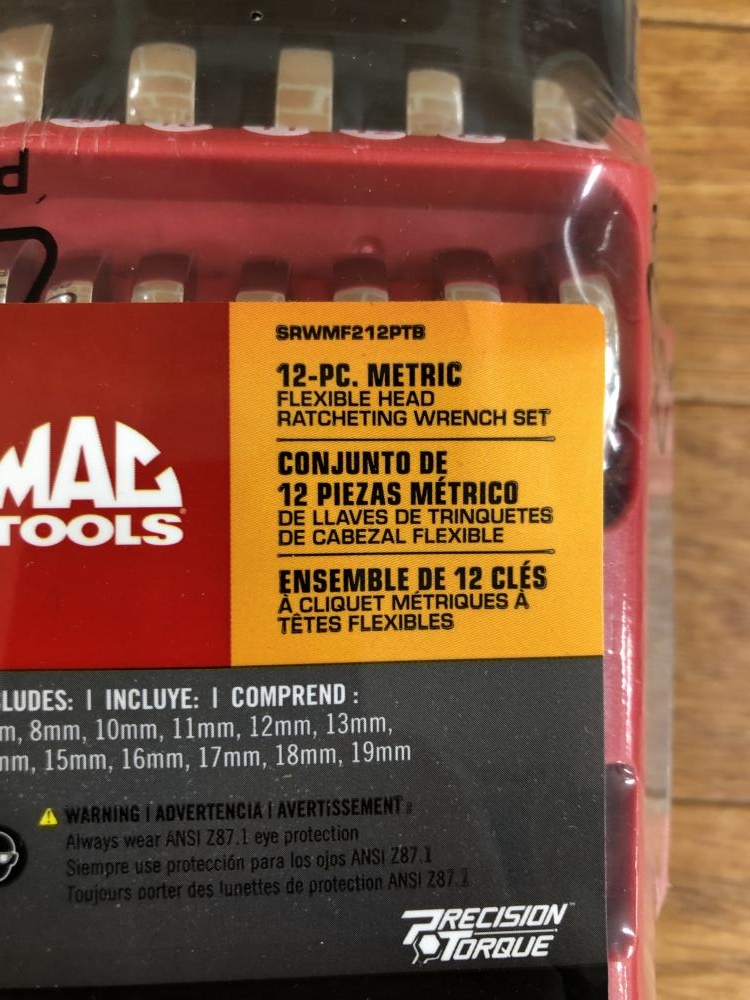 SRWMF212PTB
12-PC. METRIC
FLEXIBLE HEAD
RATCHETING WRENCH SET
CONJUNTO DE
12 PIEZAS MÉTRICO
DE LLAVES DE TRINQUETES
DE CABEZAL FLEXIBLE
ENSEMBLE DE 12 CLÉS
À CLIQUET MÉTRIQUES À
TÊTES FLEXIBLES
MAC
TOOLS
LUDES: | INCLUYE: | COMPREND :
m, 8mm, 10mm, 11mm, 12mm, 13mm,
mm, 15mm, 16mm, 17mm, 18mm, 19mm
WARNING | ADVERTENCIA | AVERTISSEMENT :
Always wear ANSI Z87.1 eye protection
Siempre use protección para los ojos ANSI Z87.1
Toujours porter des lunettes de protection ANSI Z87.1
PRECISION™
TORQUE